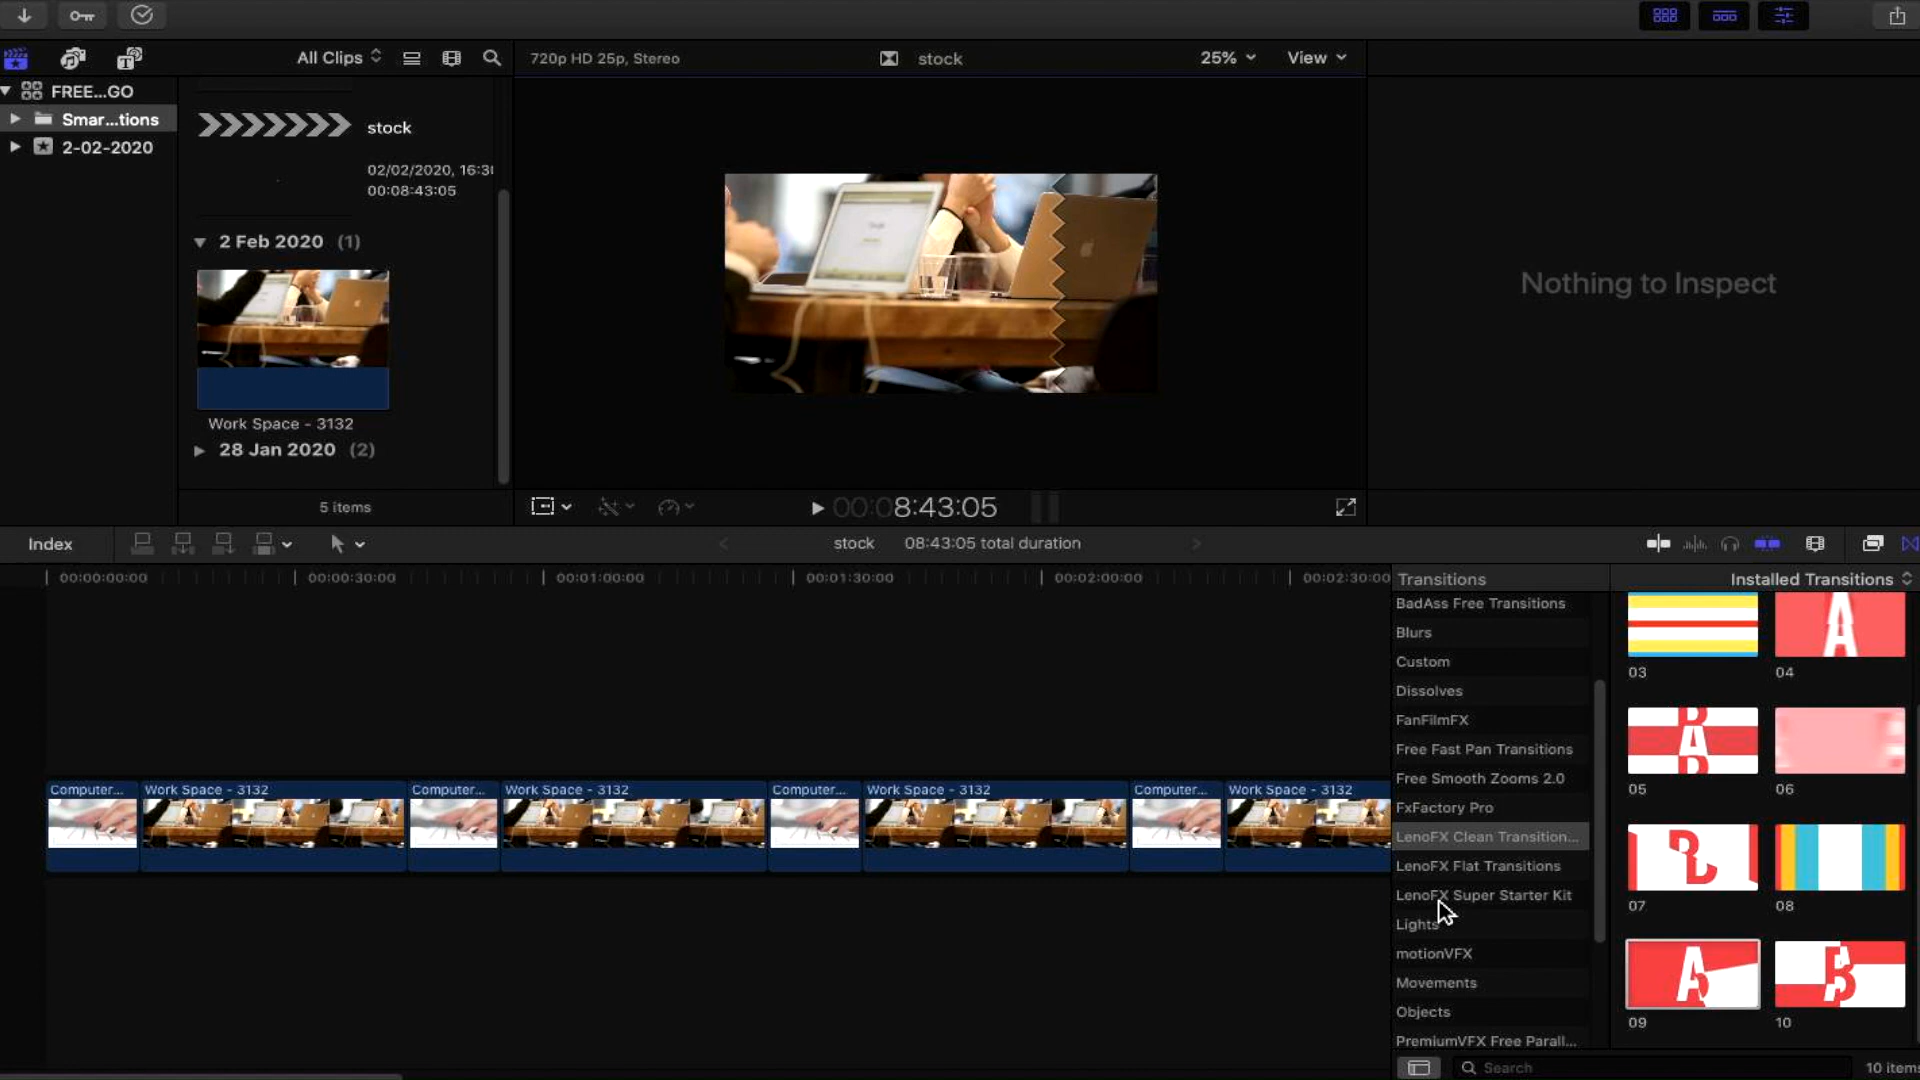 All Clips
720p HD 25p, Stereo
stock
25%
View
FREE...GO
Smar...tions
2-02-2020
stock
02/02/2020, 16:3
00:08:43:05
2 Feb 2020 (1)
Work Space - 3132
28 Jan 2020 (2)
5 items
Nothing to Inspect
00:08:43:05
Index
stock
08:43:05 total duration
00:00:00:00
00:00:30:00
00:01:00:00
00:01:30:00
00:02:00:00
00:02:30:00
Computer...
Work Space - 3132
Computer...
Work Space - 3132
Computer...
Work Space - 3132
Computer...
Work Space - 3132
Transitions
Installed Transitions
BadAss Free Transitions
Blurs
Custom
Dissolves
FanFilmFX
Free Fast Pan Transitions
Free Smooth Zooms 2.0
FxFactory Pro
LenoFX Clean Transition...
LenoFX Flat Transitions
LenoFX Super Starter Kit
Lights
motionVFX
Movements
Objects
PremiumVFX Free Parall...
03
04
05
06
07
08
09
10
Search
10 items